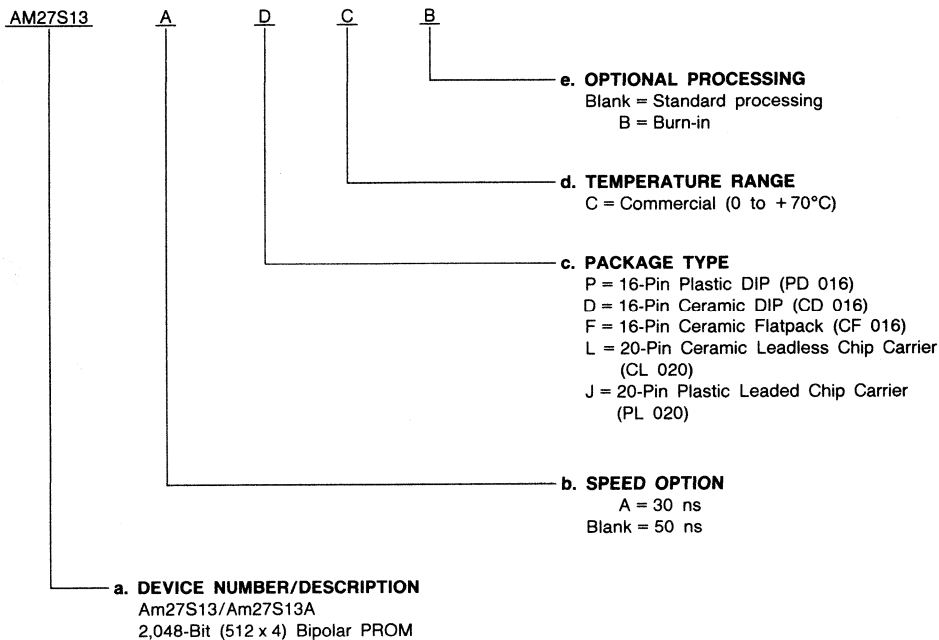 AM27S13 A D C B
e. OPTIONAL PROCESSING
Blank = Standard processing
B = Burn-in
d. TEMPERATURE RANGE
C = Commercial (0 to +70°C)
c. PACKAGE TYPE
P = 16-Pin Plastic DIP (PD 016)
D = 16-Pin Ceramic DIP (CD 016)
F = 16-Pin Ceramic Flatpack (CF 016)
L = 20-Pin Ceramic Leadless Chip Carrier
(CL 020)
J = 20-Pin Plastic Leaded Chip Carrier
(PL 020)
b. SPEED OPTION
A = 30 ns
Blank = 50 ns
a. DEVICE NUMBER/DESCRIPTION
Am27S13/Am27S13A
2,048-Bit (512 x 4) Bipolar PROM